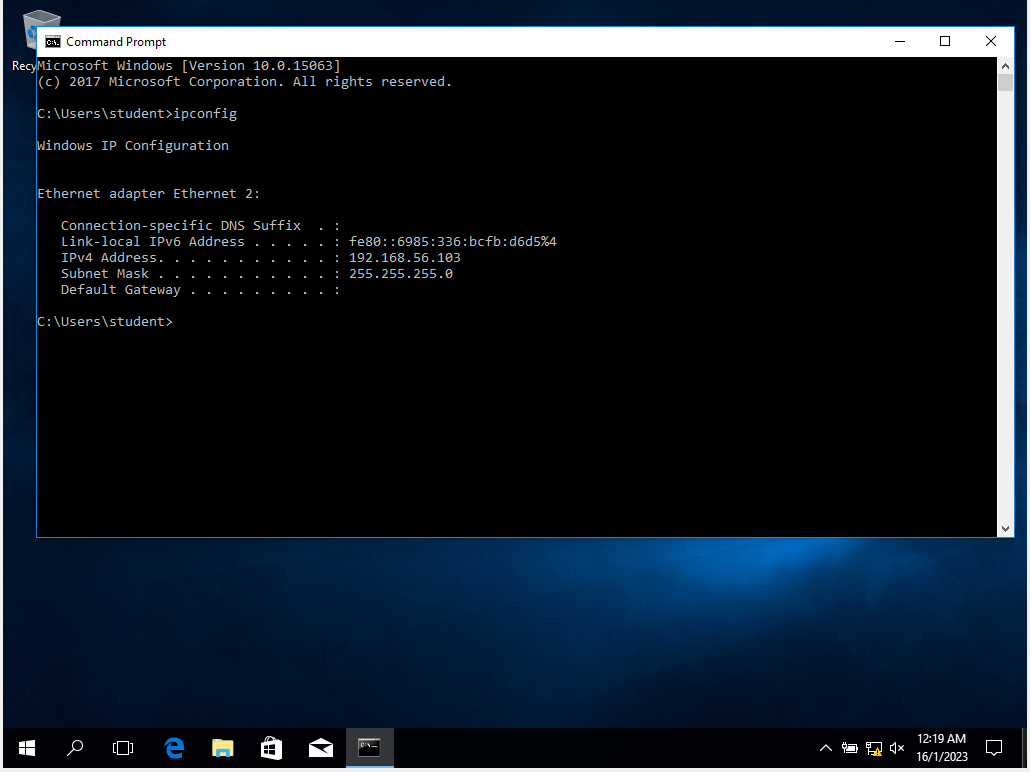 Command Prompt
Recy
Microsoft Windows [Version 10.0.15063]
(c) 2017 Microsoft Corporation. All rights reserved.
C:\Users\student>ipconfig
Windows IP Configuration
Ethernet adapter Ethernet 2:
Connection-specific DNS Suffix  . :
Link-local IPv6 Address . . . . . : fe80::6985:336:bcfb:d6d5%4
IPv4 Address. . . . . . . . . . . : 192.168.56.103
Subnet Mask . . . . . . . . . . . : 255.255.255.0
Default Gateway . . . . . . . . . :
C:\Users\student>
12:19 AM
16/1/2023